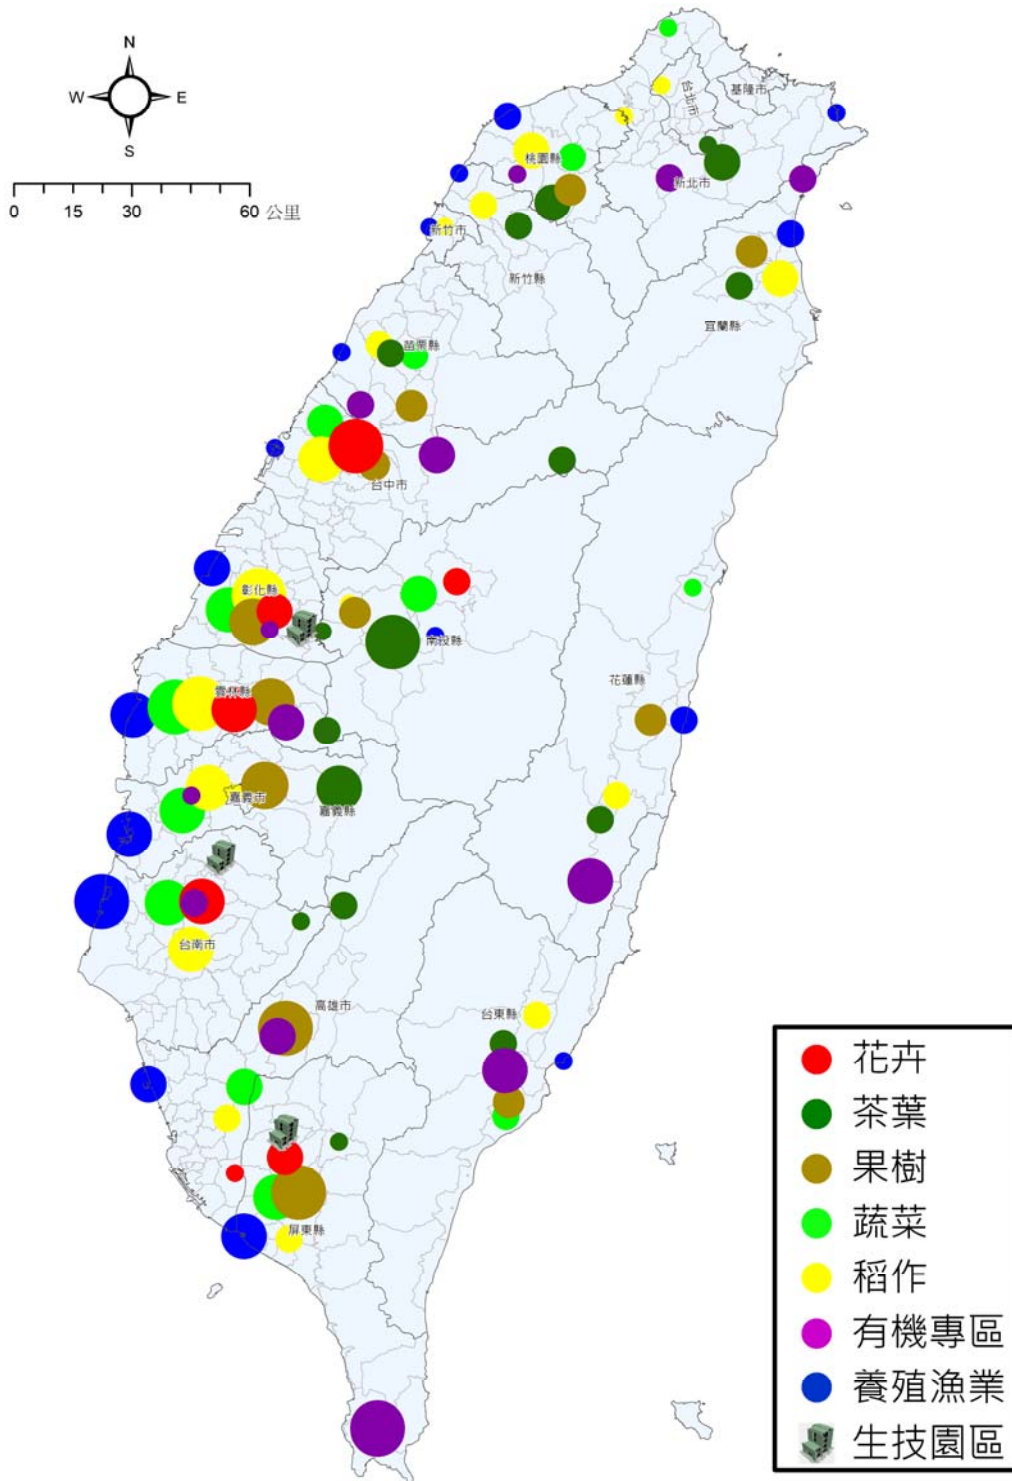 N
W E
S
0 15 30 60 公里
基隆市
台北市
桃園縣
新北市
新竹市
新竹縣
宜蘭縣
苗栗縣
台中市
彰化縣
南投縣
花蓮縣
雲林縣
嘉義市
嘉義縣
台南市
高雄市
台東縣
屏東縣
花卉
茶葉
果樹
蔬菜
稻作
有機專區
養殖漁業
生技園區